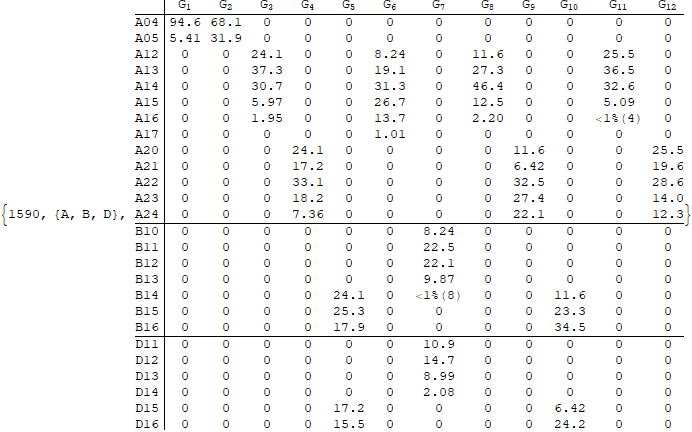 G1 G2 G3 G4 G5 G6 G7 G8 G9 G10 G11 G12
A04 94.6 68.1 0 0 0 0 0 0 0 0 0 0
A05 5.41 31.9 0 0 0 0 0 0 0 0 0 0
A12 0 0 24.1 0 0 8.24 0 11.6 0 0 25.5 0
A13 0 0 37.3 0 0 19.1 0 27.3 0 0 36.5 0
A14 0 0 30.7 0 0 31.3 0 46.4 0 0 32.6 0
A15 0 0 5.97 0 0 26.7 0 12.5 0 0 5.09 0
A16 0 0 1.95 0 0 13.7 0 2.20 0 0 <1%(4) 0
A17 0 0 0 0 0 1.01 0 0 0 0 0 0
A20 0 0 0 24.1 0 0 0 0 11.6 0 0 25.5
A21 0 0 0 17.2 0 0 0 0 6.42 0 0 19.6
A22 0 0 0 33.1 0 0 0 0 32.5 0 0 28.6
A23 0 0 0 18.2 0 0 0 0 27.4 0 0 14.0
{1590, {A, B, D}, A24 0 0 0 7.36 0 0 0 0 22.1 0 0 12.3}
B10 0 0 0 0 0 0 8.24 0 0 0 0 0
B11 0 0 0 0 0 0 22.5 0 0 0 0 0
B12 0 0 0 0 0 0 22.1 0 0 0 0 0
B13 0 0 0 0 0 0 9.87 0 0 0 0 0
B14 0 0 0 0 24.1 0 <1%(8) 0 0 11.6 0 0
B15 0 0 0 0 25.3 0 0 0 0 23.3 0 0
B16 0 0 0 0 17.9 0 0 0 0 34.5 0 0
D11 0 0 0 0 0 0 10.9 0 0 0 0 0
D12 0 0 0 0 0 0 14.7 0 0 0 0 0
D13 0 0 0 0 0 0 8.99 0 0 0 0 0
D14 0 0 0 0 0 0 2.08 0 0 0 0 0
D15 0 0 0 0 17.2 0 0 0 0 6.42 0 0
D16 0 0 0 0 15.5 0 0 0 0 24.2 0 0